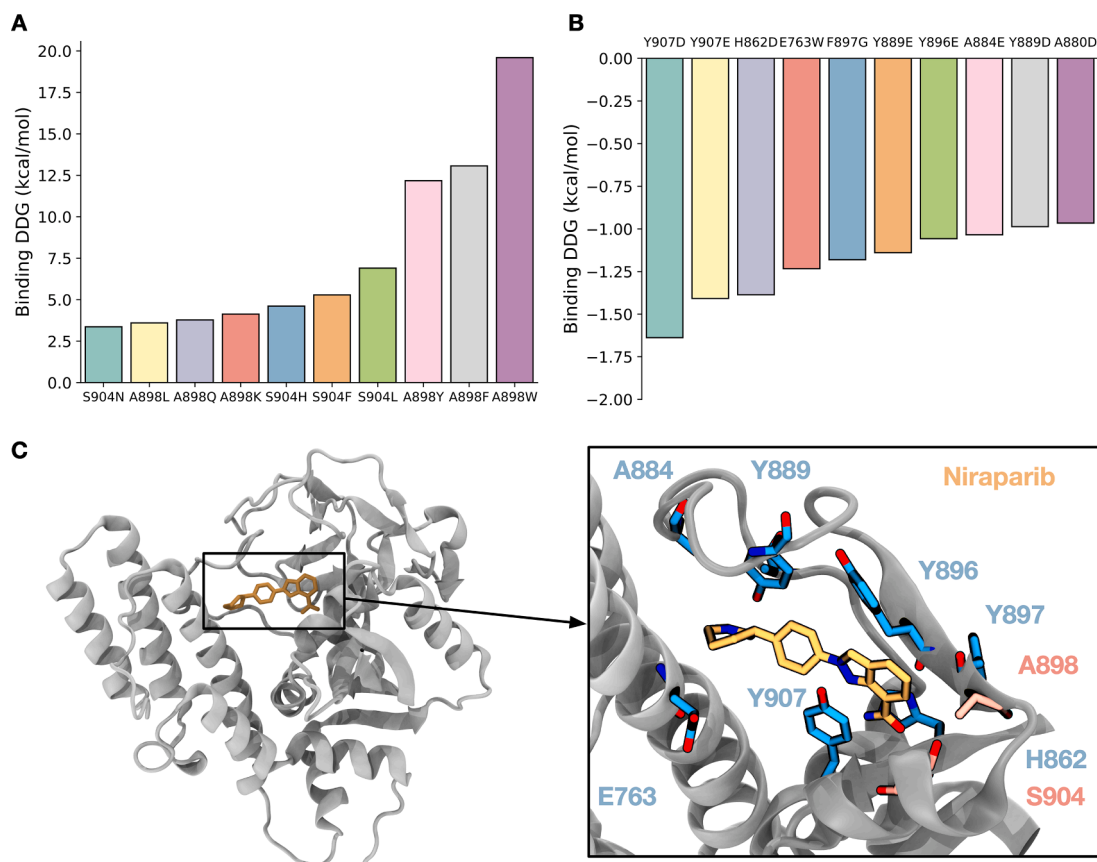 A
Binding DDG (kcal/mol)
20.0
17.5
15.0
12.5
10.0
7.5
5.0
2.5
0.0
S904N A898L A898Q A898K S904H S904F S904L A898Y A898F A898W
B
Y907D Y907E H862D E763W F897G Y889E Y896E A884E Y889D A880D
Binding DDG (kcal/mol)
0.00
−0.25
−0.50
−0.75
−1.00
−1.25
−1.50
−1.75
−2.00
C
A884 Y889 Niraparib
Y896
Y897
A898
Y907
H862
E763 S904